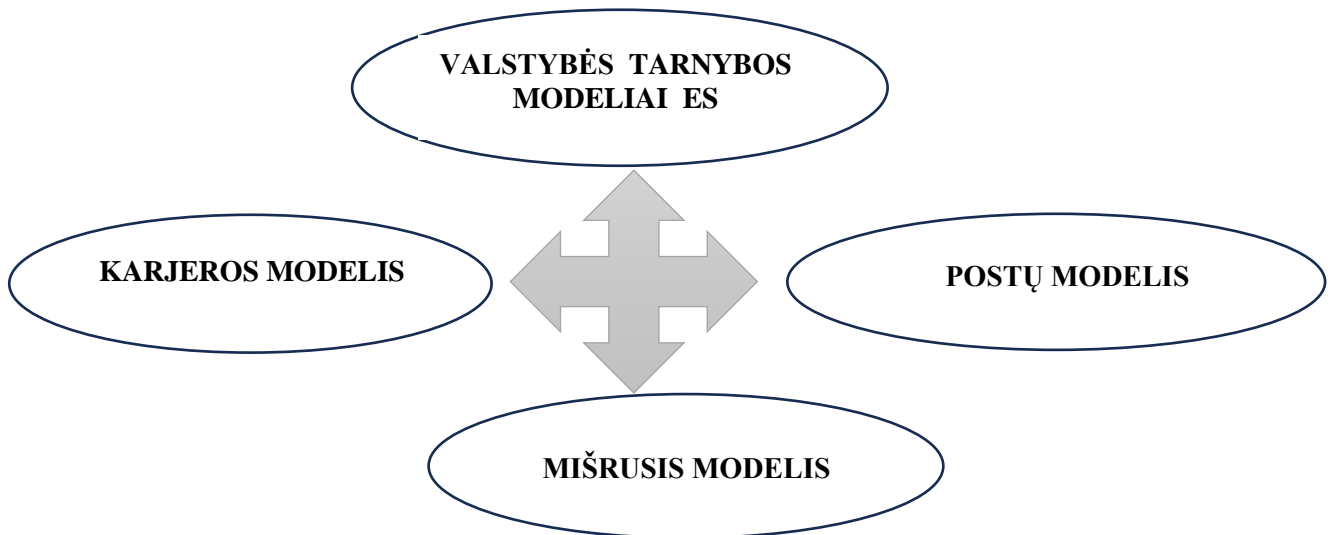 VALSTYBĖS TARNYBOS
MODELIAI ES
KARJEROS MODELIS
POSTŲ MODELIS
MIŠRUSIS MODELIS